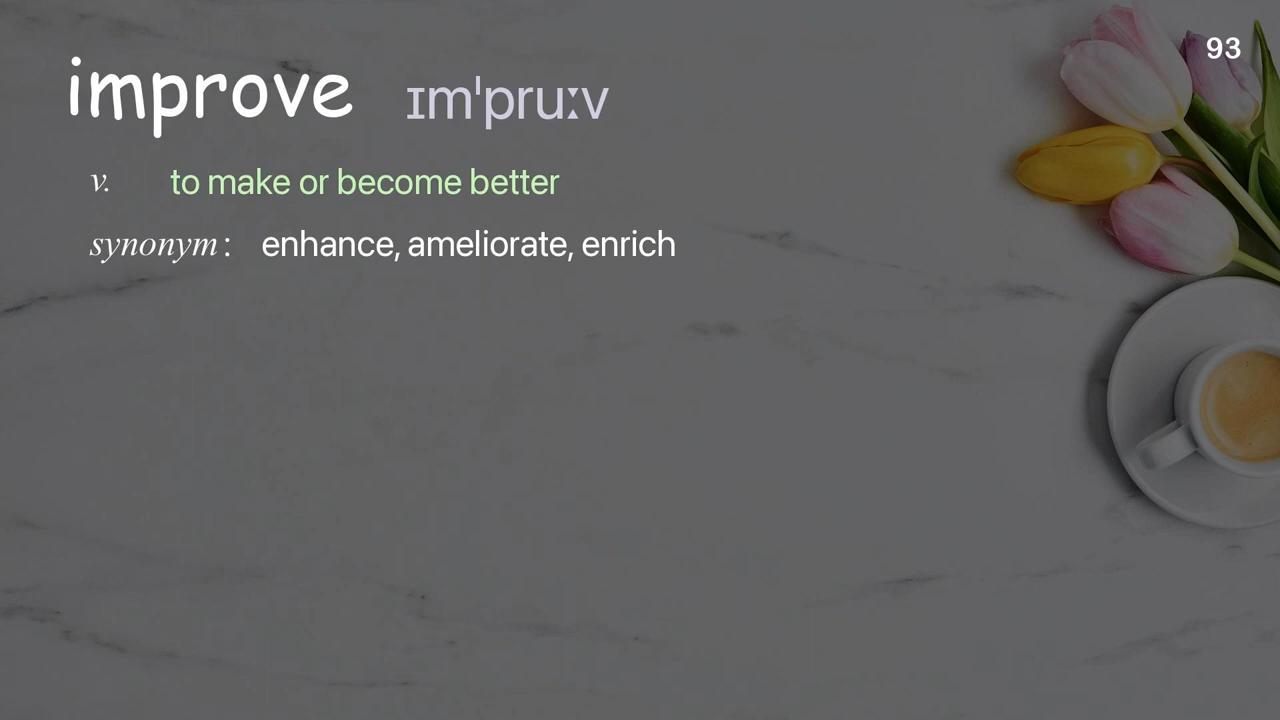 93
improve ɪmˈpruːv
v. to make or become better
synonym : enhance, ameliorate, enrich